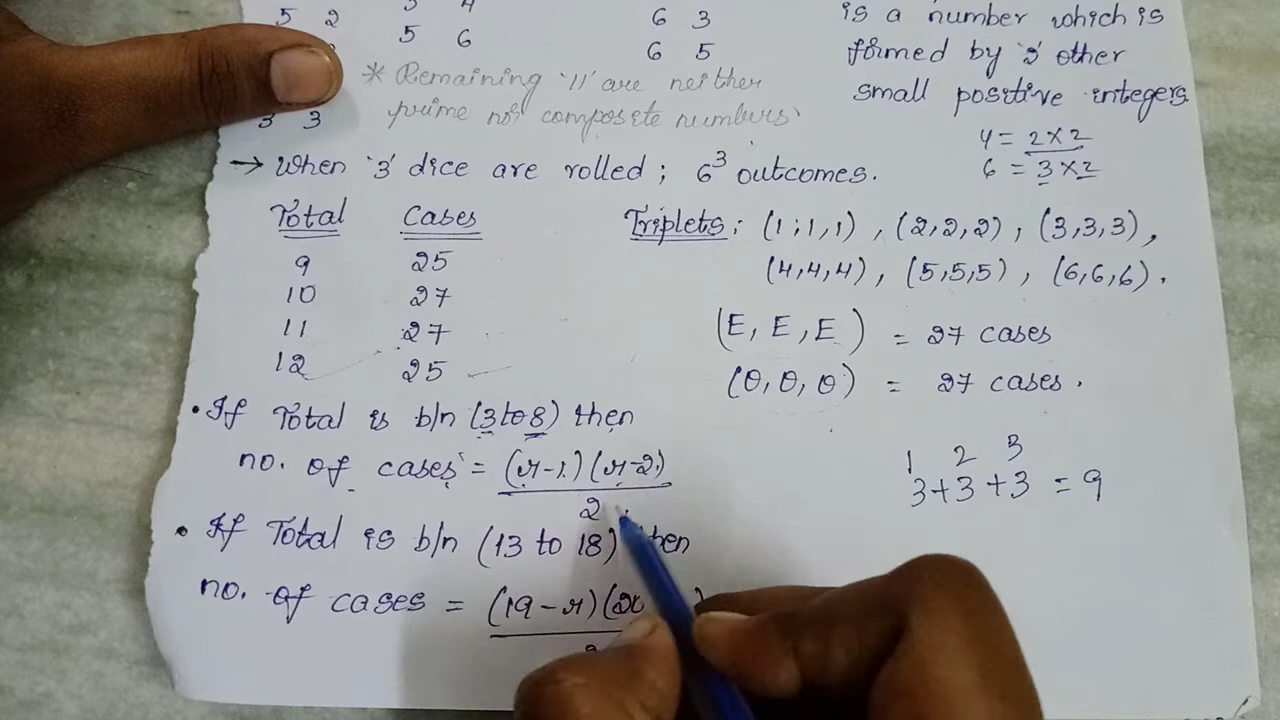 5 2
5 6
6 3
6 5
is a number which is
formed by '2' other
small positive integers
4 = 2×2
6 = 3×2
* Remaining '11' are neither
prime nor composite numbers.
3 3
→ When '3' dice are rolled; 6³ outcomes.
Total Cases
9 25
10 27
11 27
12 25
Triplets: (1,1,1), (2,2,2), (3,3,3),
(4,4,4), (5,5,5), (6,6,6).
(E, E, E) = 27 cases
(O, O, O) = 27 cases.
• If Total is b/n (3 to 8) then
no. of cases = (r-1)(r-2)
2
1 2 3
3+3+3 = 9
• If Total is b/n (13 to 18) then
no. of cases = (19-r)(2